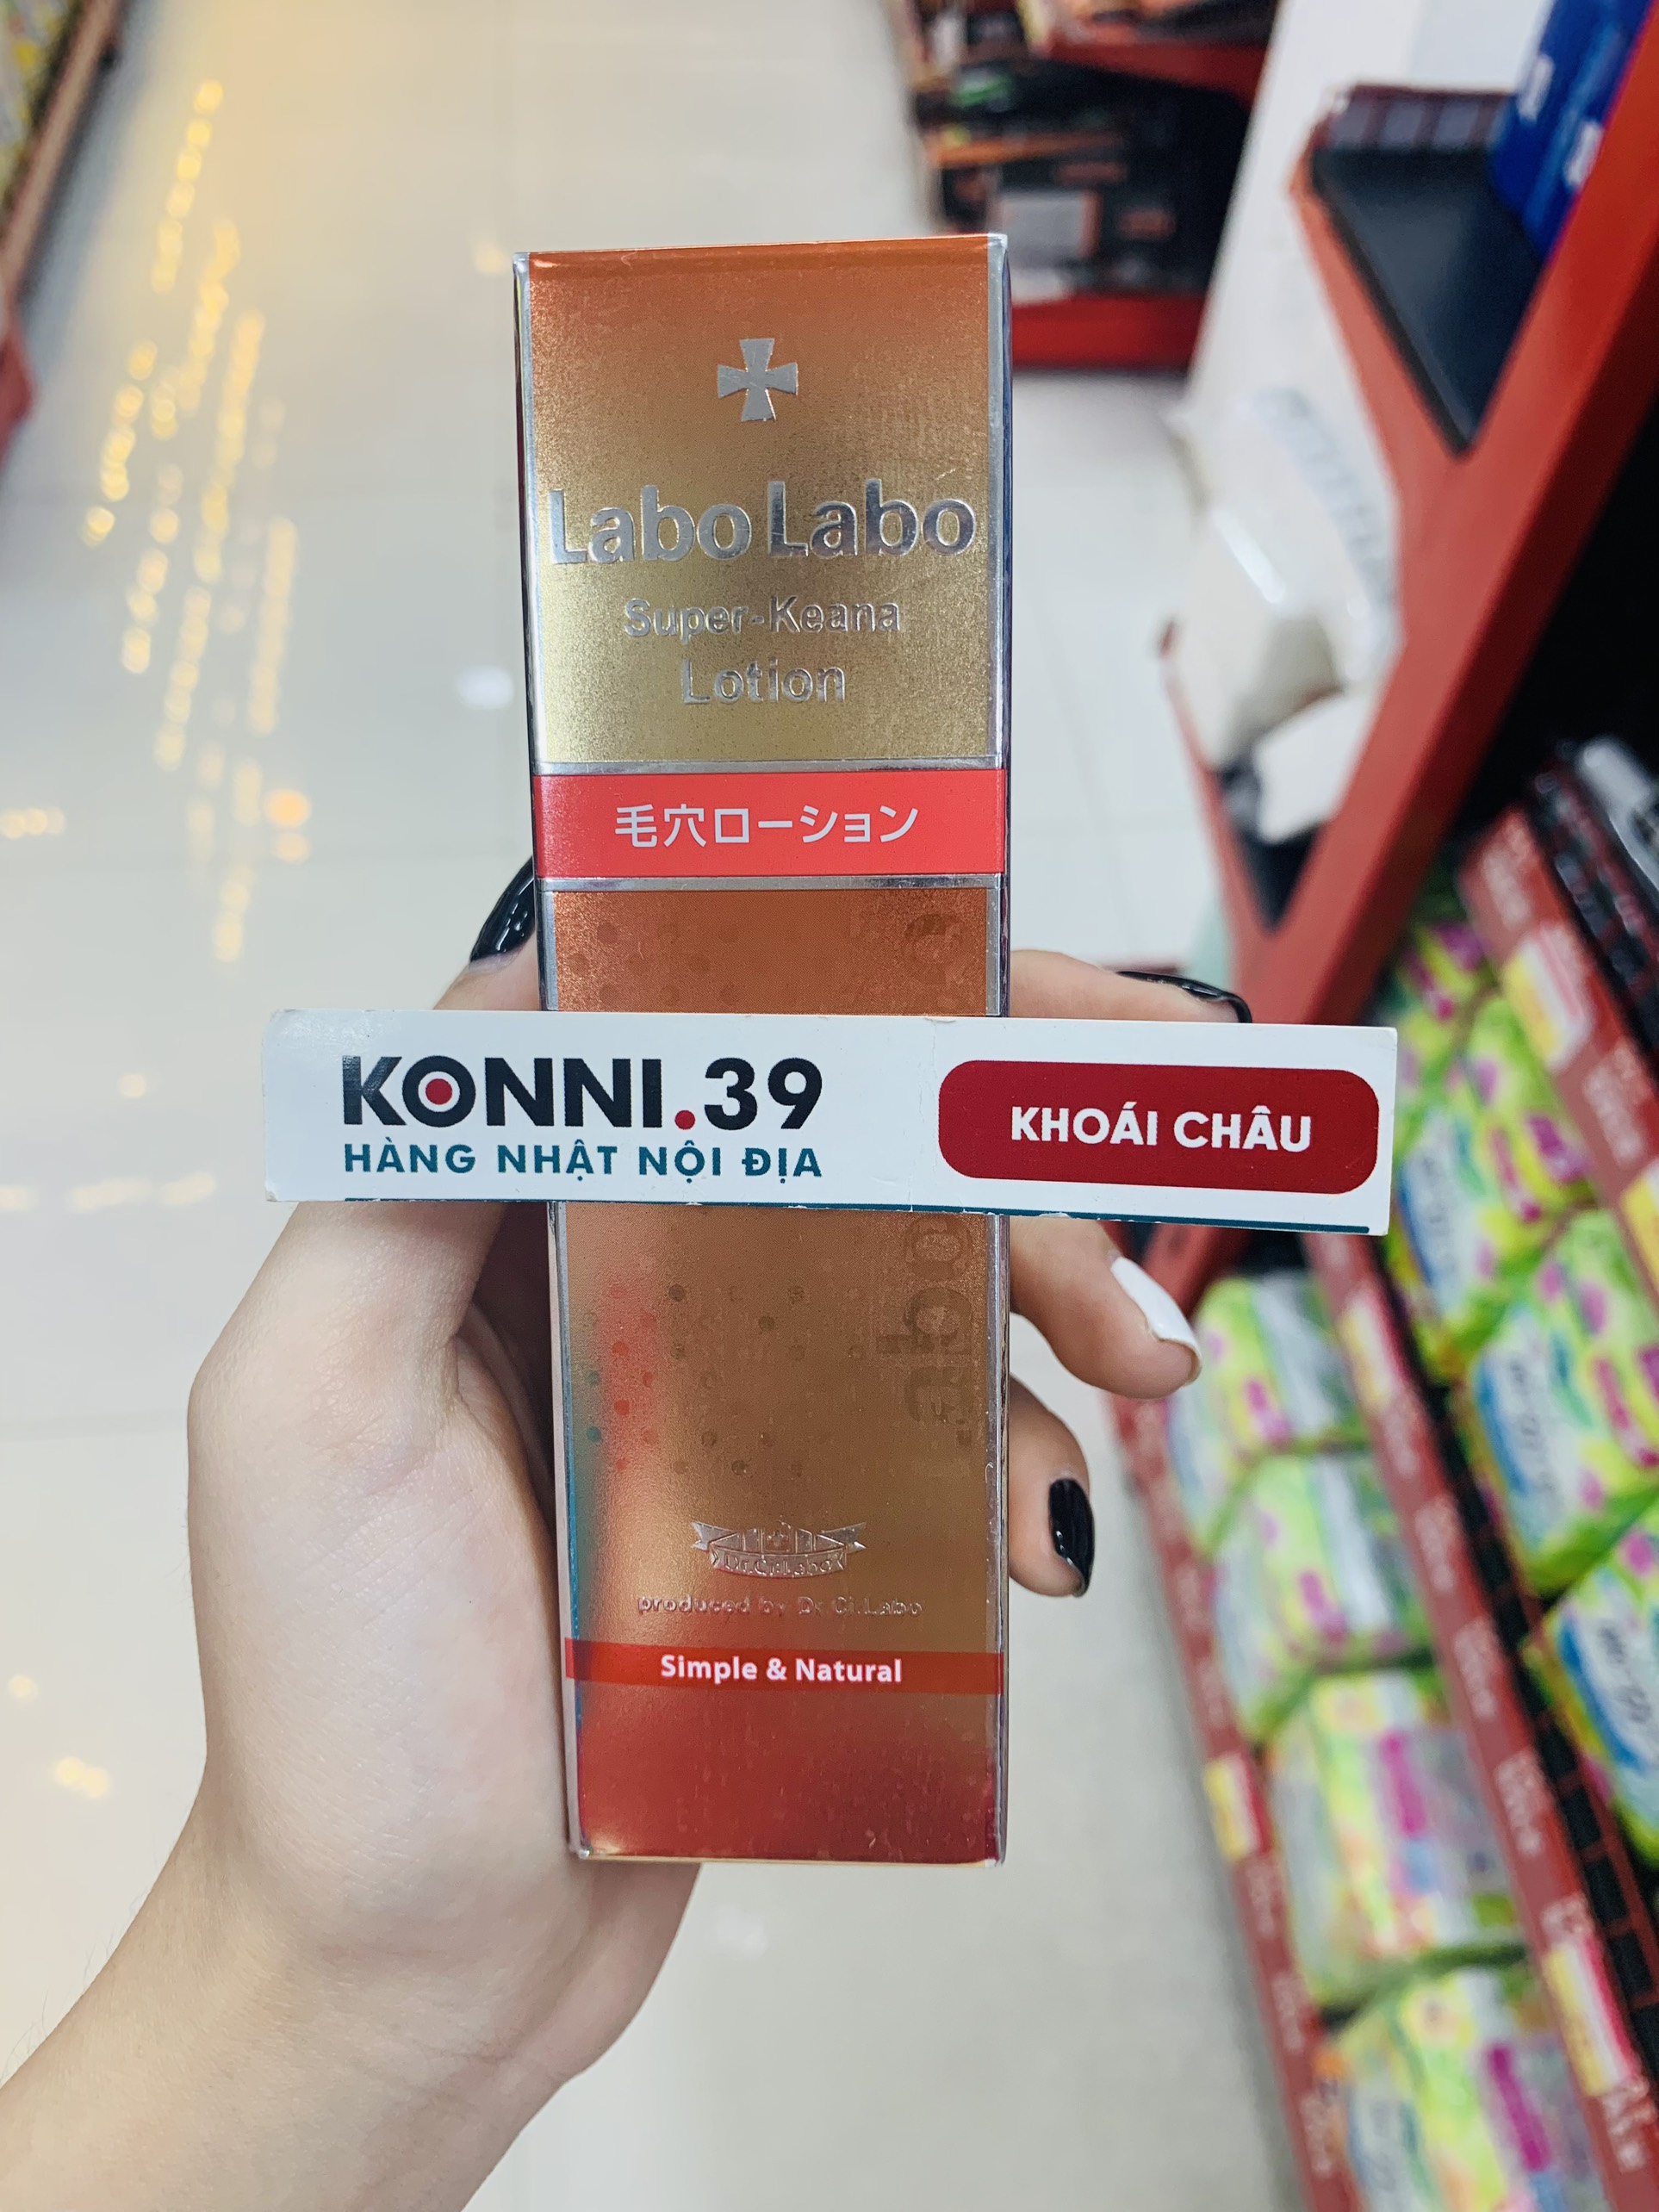 Labo Labo
Super-Keana
Lotion
毛穴ローション
KONNI.39
HÀNG NHẬT NỘI ĐỊA
KHOÁI CHÂU
Dr.Ci:Labo
produced by Dr.Ci:Labo
Simple & Natural